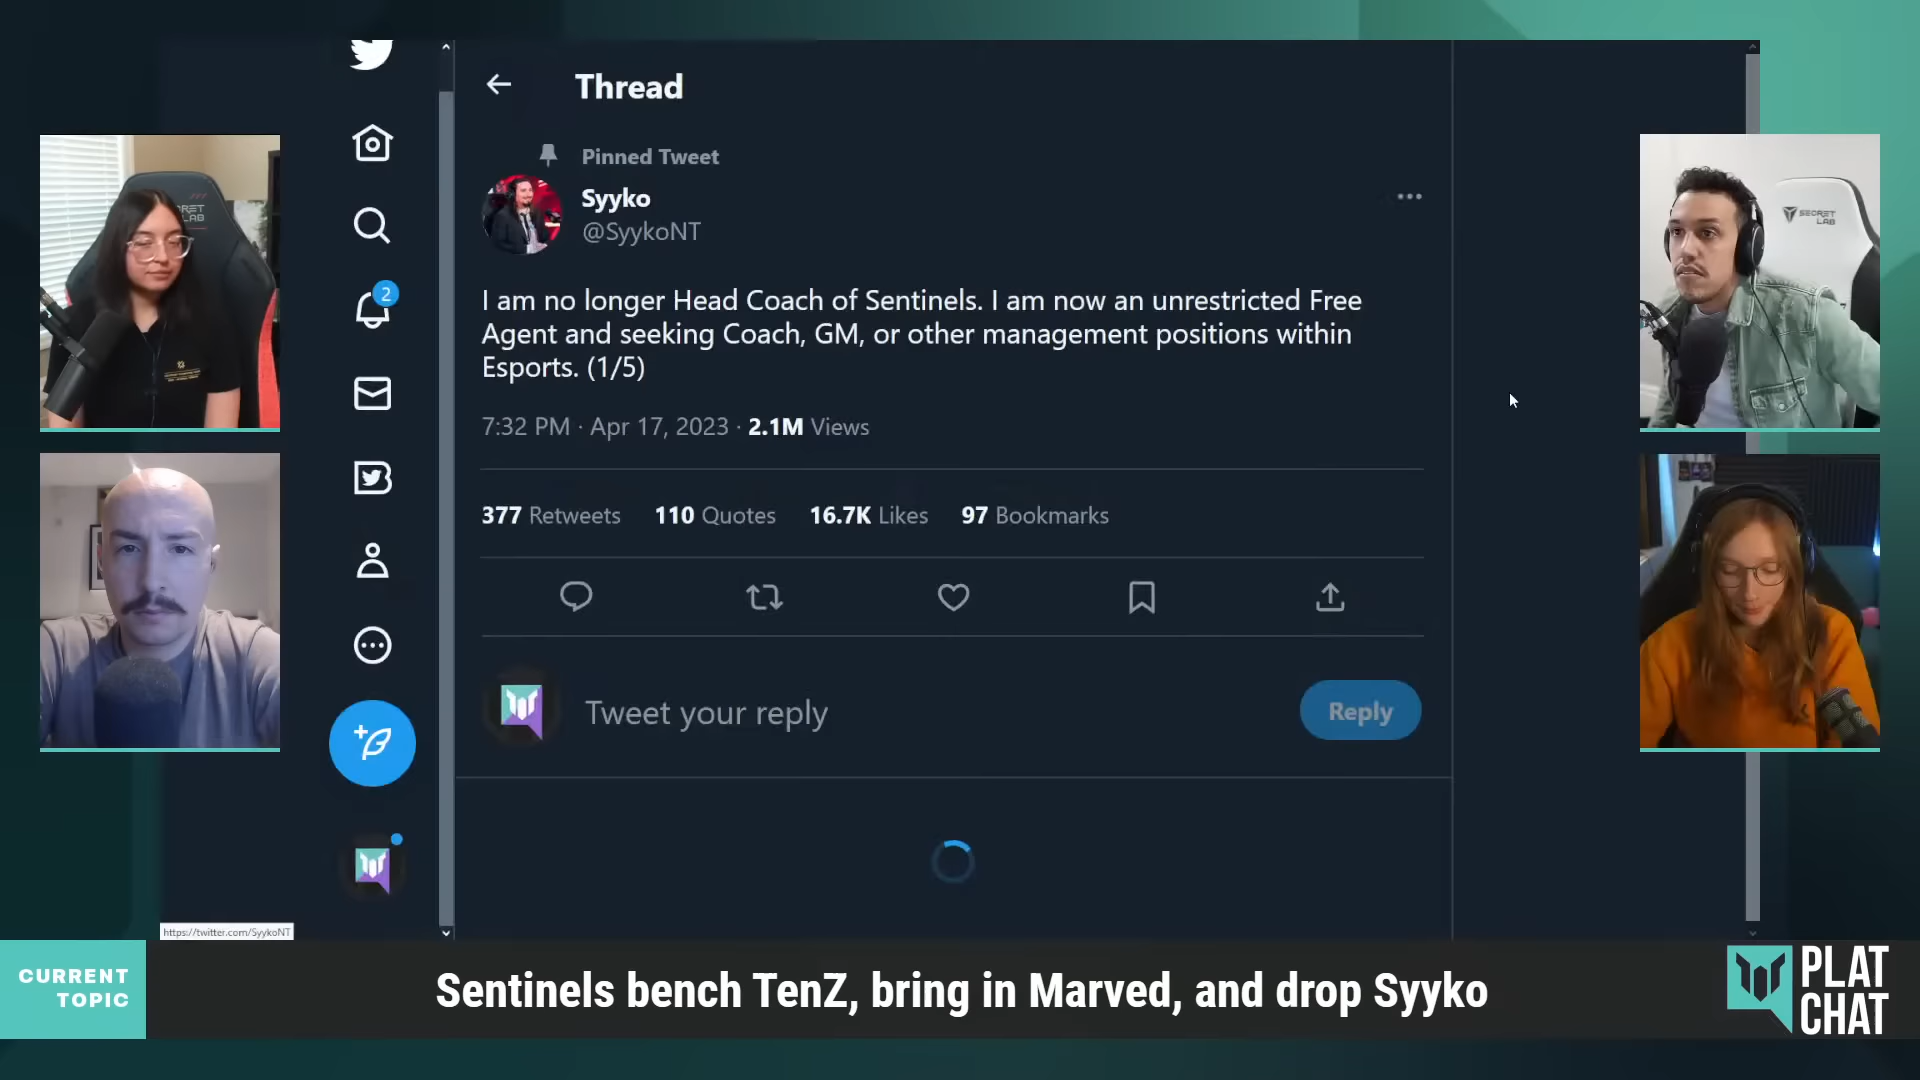 Thread
Pinned Tweet
Syyko
@SyykoNT
I am no longer Head Coach of Sentinels. I am now an unrestricted Free
Agent and seeking Coach, GM, or other management positions within
Esports. (1/5)
7:32 PM · Apr 17, 2023 · 2.1M Views
377 Retweets 110 Quotes 16.7K Likes 97 Bookmarks
Tweet your reply
Reply
2
https://twitter.com/SyykoNT
SECRET
LAB
CURRENT
TOPIC
Sentinels bench TenZ, bring in Marved, and drop Syyko
PLAT
CHAT